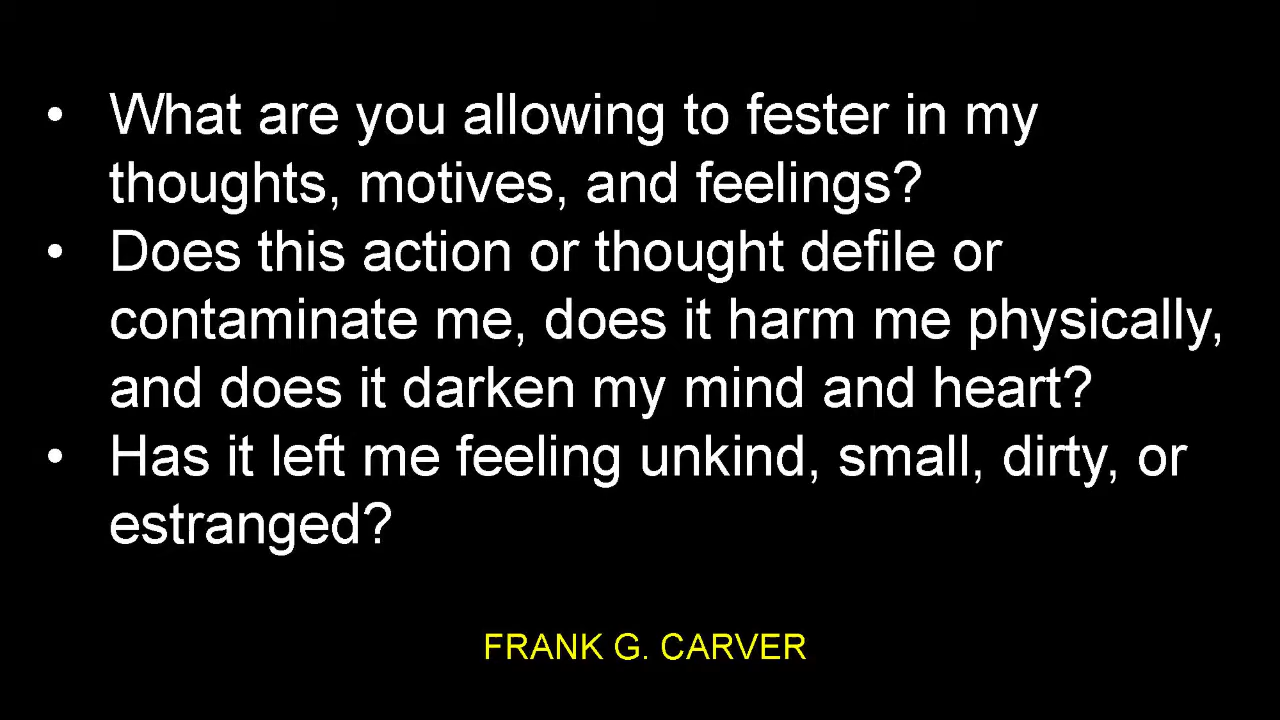 • What are you allowing to fester in my
thoughts, motives, and feelings?
• Does this action or thought defile or
contaminate me, does it harm me physically,
and does it darken my mind and heart?
• Has it left me feeling unkind, small, dirty, or
estranged?
FRANK G. CARVER